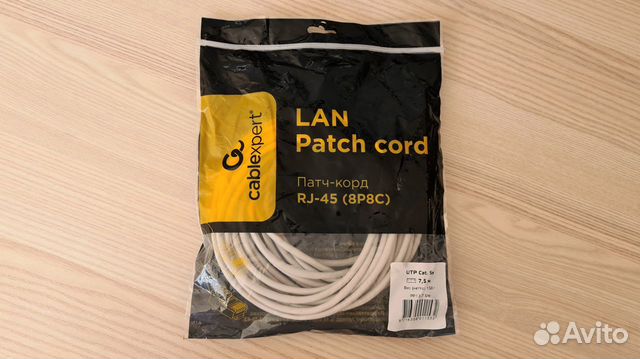 cablexpert®
LAN
Patch cord
Патч-корд
RJ-45 (8P8C)
UTP Cat. 5e
7,5 м
Avito